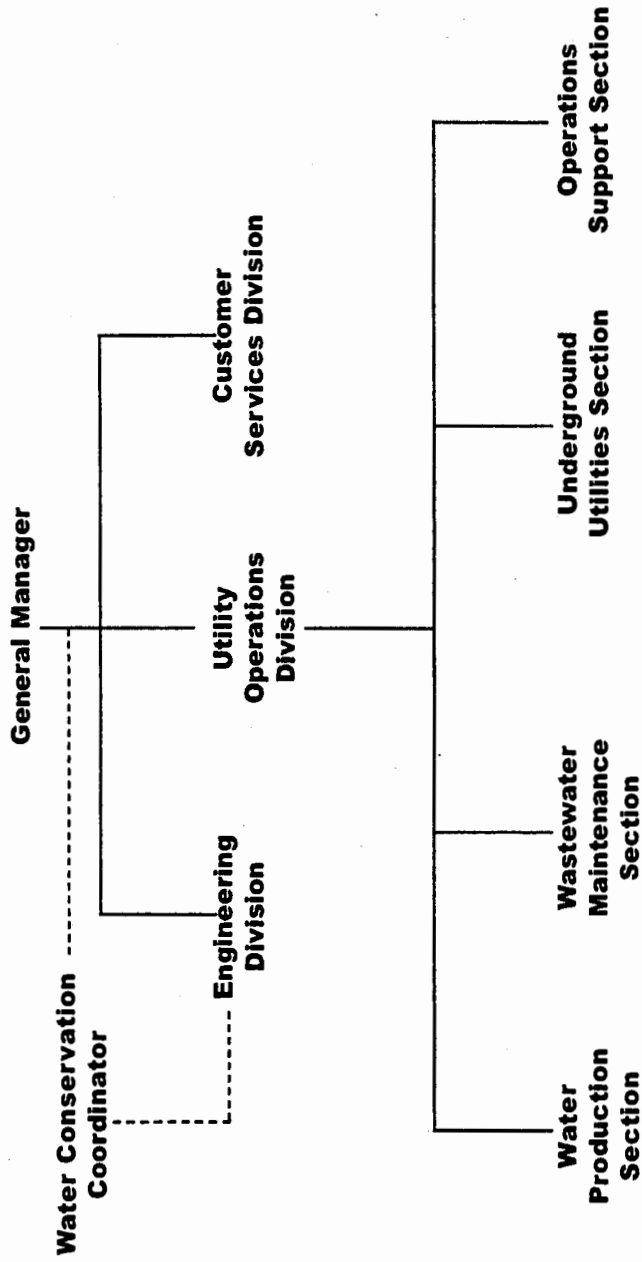 General Manager
Water Conservation
Coordinator
Engineering
Division
Utility
Operations
Division
Customer
Services Division
Water
Production
Section
Wastewater
Maintenance
Section
Underground
Utilities Section
Operations
Support Section